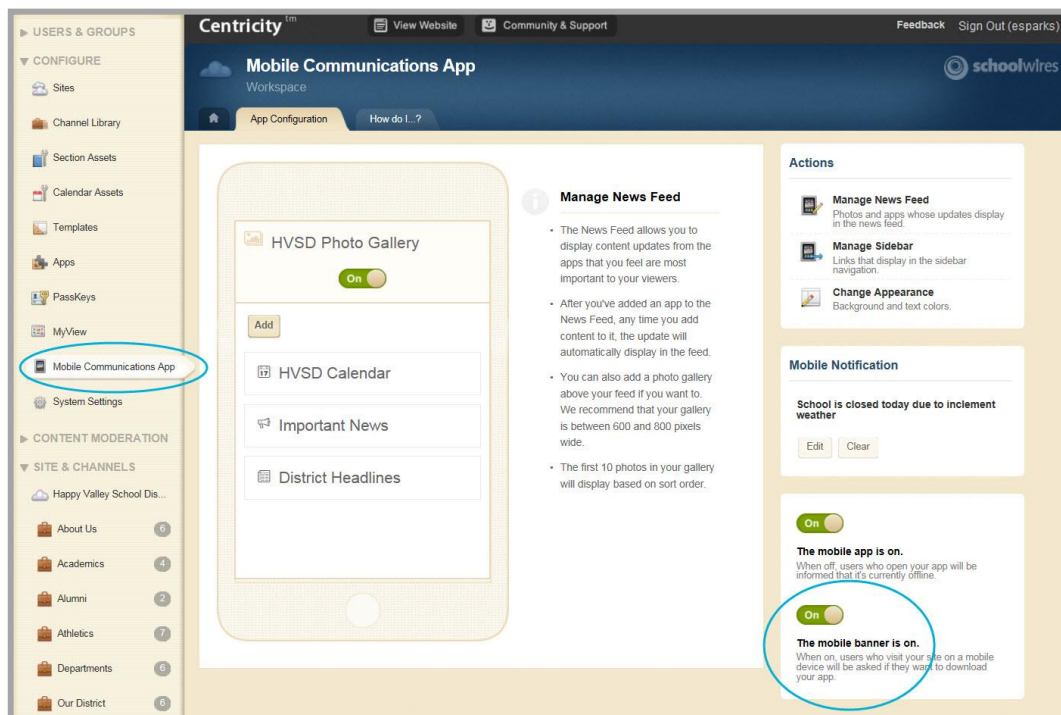 USERS & GROUPS
CONFIGURE
Sites
Channel Library
Section Assets
Calendar Assets
Templates
Apps
PassKeys
MyView
Mobile Communications App
System Settings
CONTENT MODERATION
SITE & CHANNELS
Happy Valley School Dis...
About Us 6
Academics 4
Alumni 2
Athletics 7
Departments 6
Our District 6
Centricity tm
View Website
Community & Support
Feedback
Sign Out (esparks)
Mobile Communications App
Workspace
schoolwires
App Configuration
How do I...?
HVSD Photo Gallery
On
Add
17
HVSD Calendar
Important News
District Headlines
i
Manage News Feed
• The News Feed allows you to
display content updates from the
apps that you feel are most
important to your viewers.
• After you've added an app to the
News Feed, any time you add
content to it, the update will
automatically display in the feed.
• You can also add a photo gallery
above your feed if you want to.
We recommend that your gallery
is between 600 and 800 pixels
wide.
• The first 10 photos in your gallery
will display based on sort order.
Actions
Manage News Feed
Photos and apps whose updates display
in the news feed.
Manage Sidebar
Links that display in the sidebar
navigation.
Change Appearance
Background and text colors.
Mobile Notification
School is closed today due to inclement
weather
Edit
Clear
On
The mobile app is on.
When off, users who open your app will be
informed that it's currently offline.
On
The mobile banner is on.
When on, users who visit your site on a mobile
device will be asked if they want to download
your app.